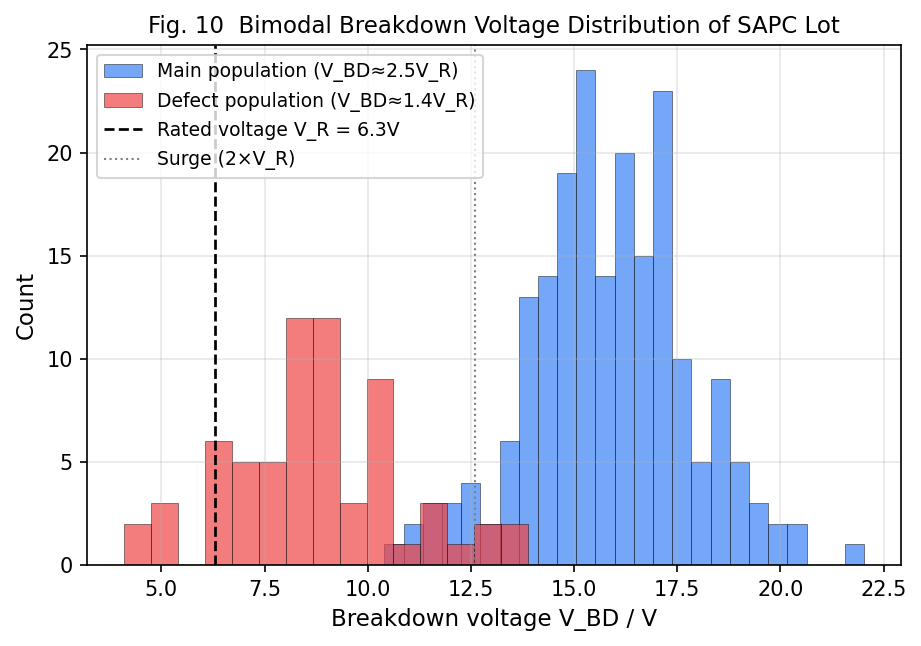 Fig. 10  Bimodal Breakdown Voltage Distribution of SAPC Lot
Main population (V_BD≈2.5V_R)
Defect population (V_BD≈1.4V_R)
Rated voltage V_R = 6.3V
Surge (2×V_R)
25
20
15
10
5
0
Count
5.0 7.5 10.0 12.5 15.0 17.5 20.0 22.5
Breakdown voltage V_BD / V